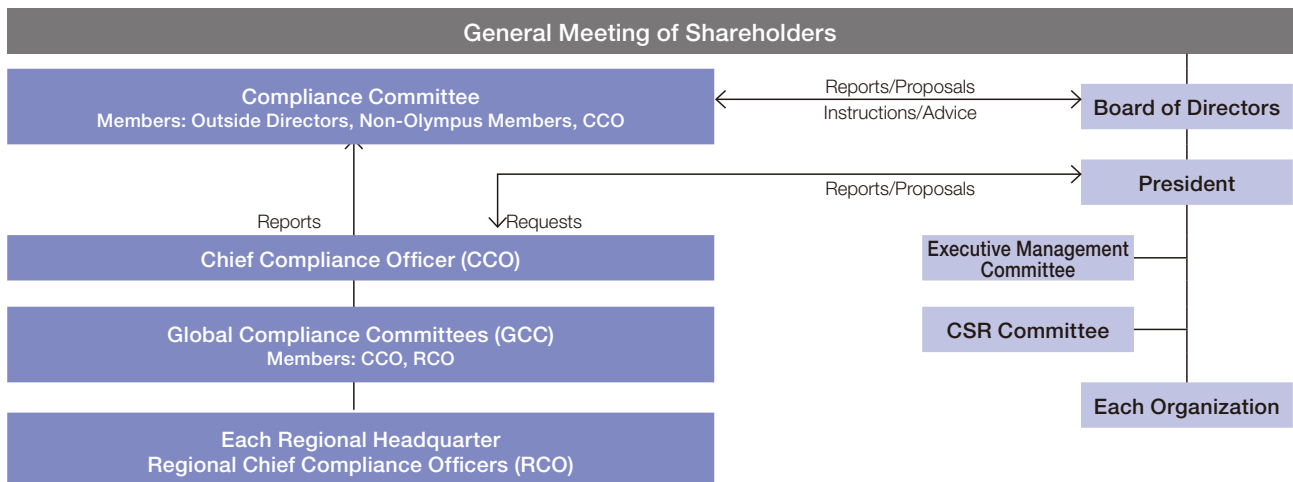 General Meeting of Shareholders
Compliance Committee
Members: Outside Directors, Non-Olympus Members, CCO
Reports/Proposals
Instructions/Advice
Board of Directors
President
Reports/Proposals
Reports
Requests
Chief Compliance Officer (CCO)
Executive Management
Committee
Global Compliance Committees (GCC)
Members: CCO, RCO
CSR Committee
Each Organization
Each Regional Headquarter
Regional Chief Compliance Officers (RCO)